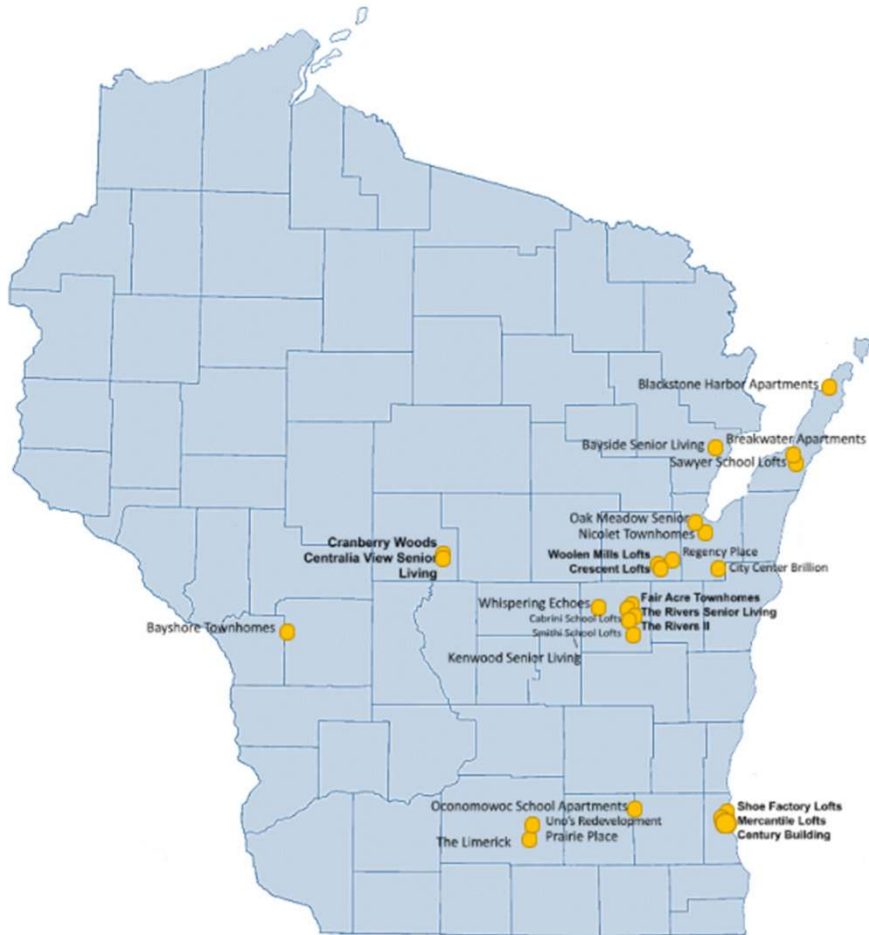 Blackstone Harbor Apartments
Breakwater Apartments
Bayside Senior Living
Sawyer School Lofts
Oak Meadow Senior
Nicolet Townhomes
Cranberry Woods
Centralia View Senior
Living
Woolen Mills Lofts
Regency Place
Crescent Lofts
City Center Brillion
Fair Acre Townhomes
Whispering Echoes
The Rivers Senior Living
Cabrini School Lofts
The Rivers II
Bayshore Townhomes
Smithi School Lofts
Kenwood Senior Living
Oconomowoc School Apartments
Shoe Factory Lofts
Uno's Redevelopment
Mercantile Lofts
The Limerick
Prairie Place
Century Building